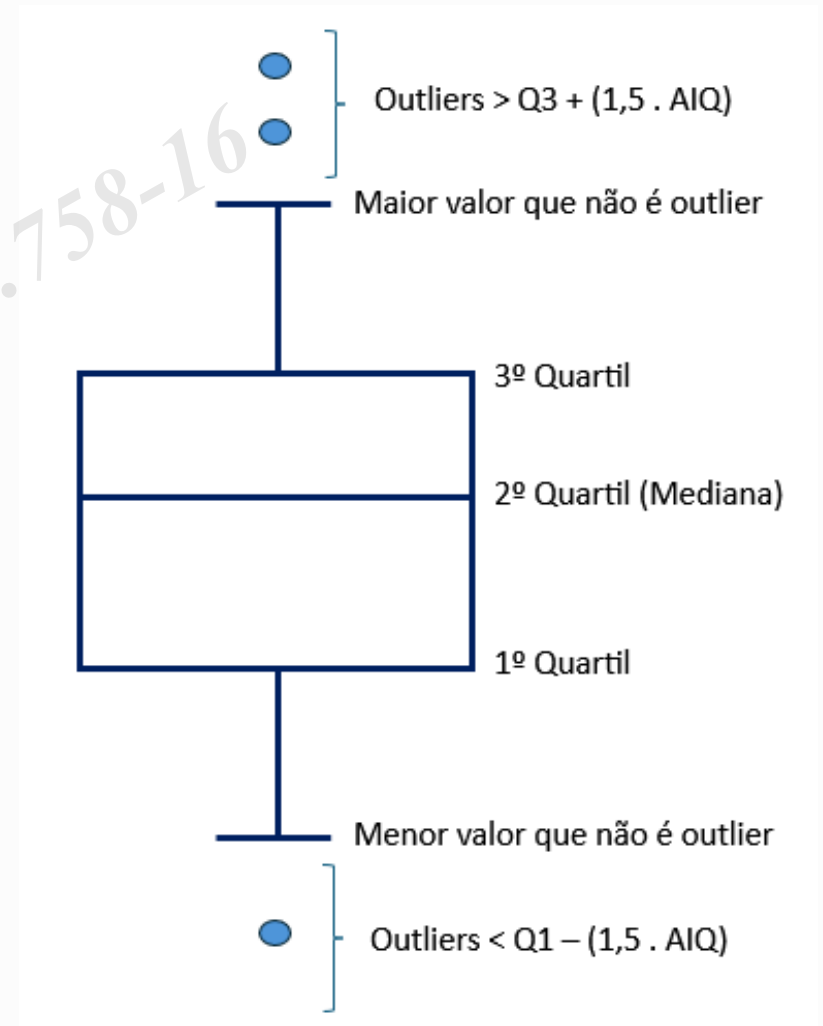 Outliers > Q3 + (1,5 . AIQ)
.758-16
Maior valor que não é outlier
3º Quartil
2º Quartil (Mediana)
1º Quartil
Menor valor que não é outlier
Outliers < Q1 – (1,5 . AIQ)